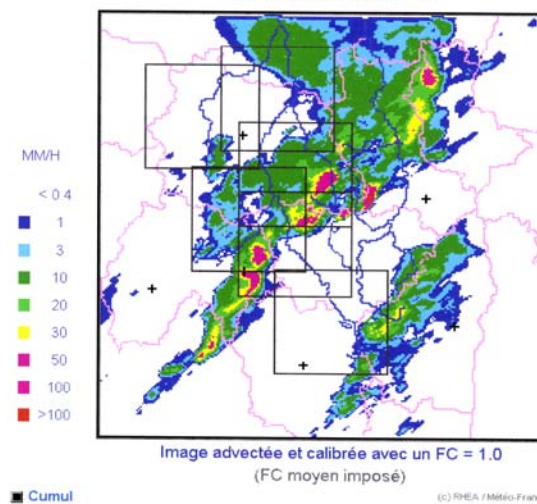 MM/H
< 0 4
1
3
10
20
30
50
100
>100
Image advectée et calibrée avec un FC = 1.0
(FC moyen imposé)
Cumul
(c) RHEA / Météo-Fran